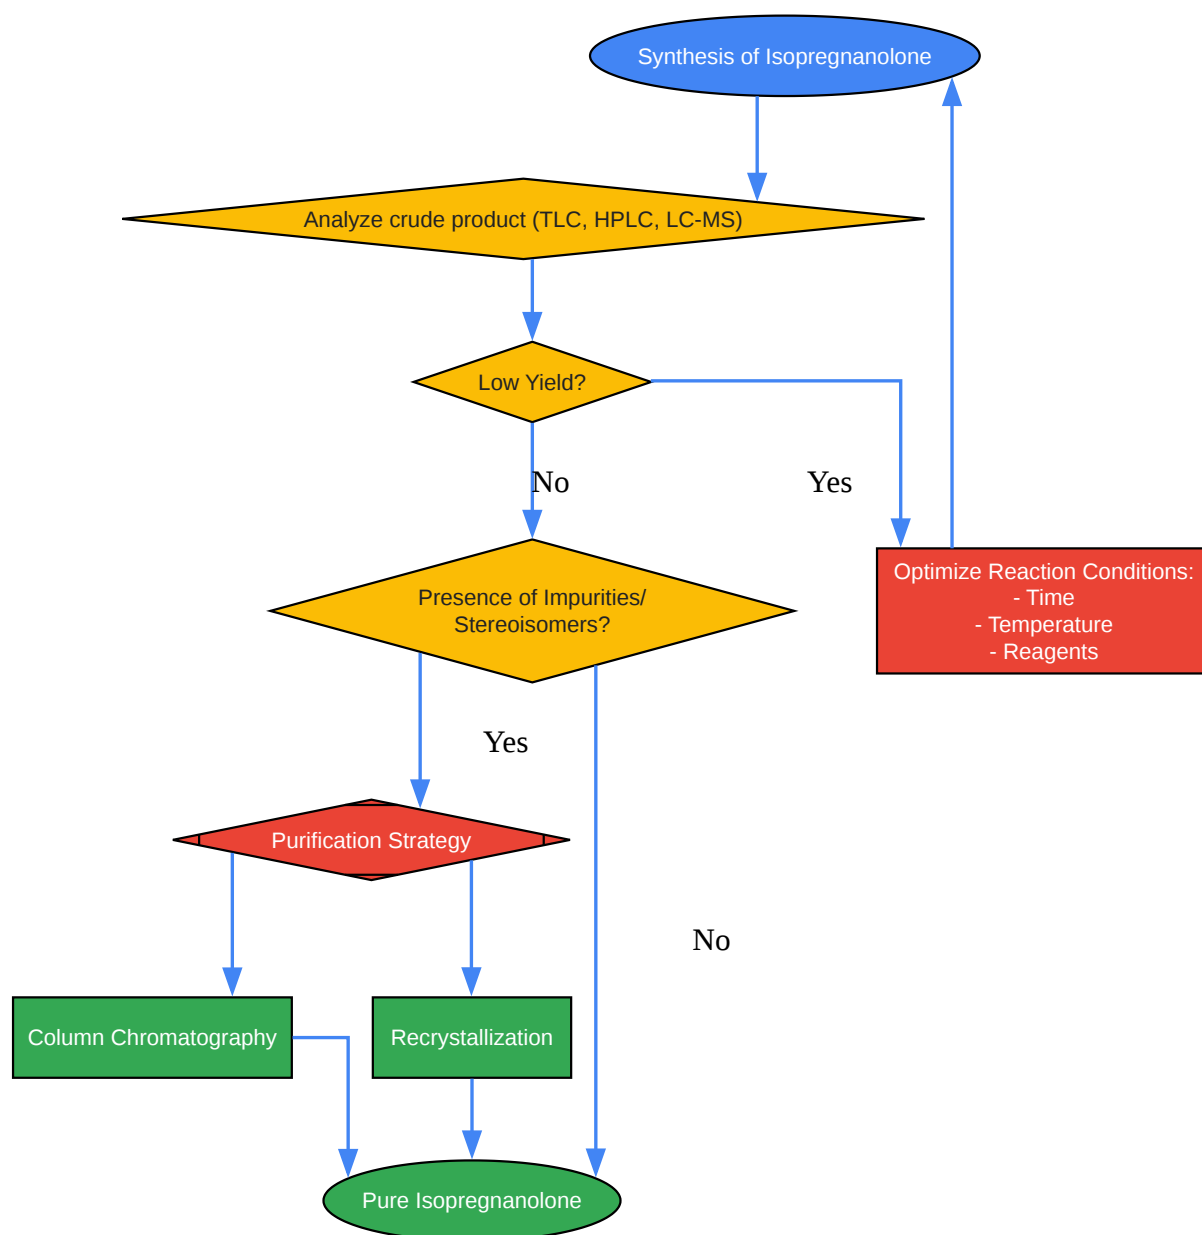 Synthesis of Isopregnanolone
Analyze crude product (TLC, HPLC, LC-MS)
Low Yield?
No
Yes
Optimize Reaction Conditions:
- Time
- Temperature
- Reagents
Presence of Impurities/
Stereoisomers?
Yes
Purification Strategy
No
Column Chromatography
Recrystallization
Pure Isopregnanolone